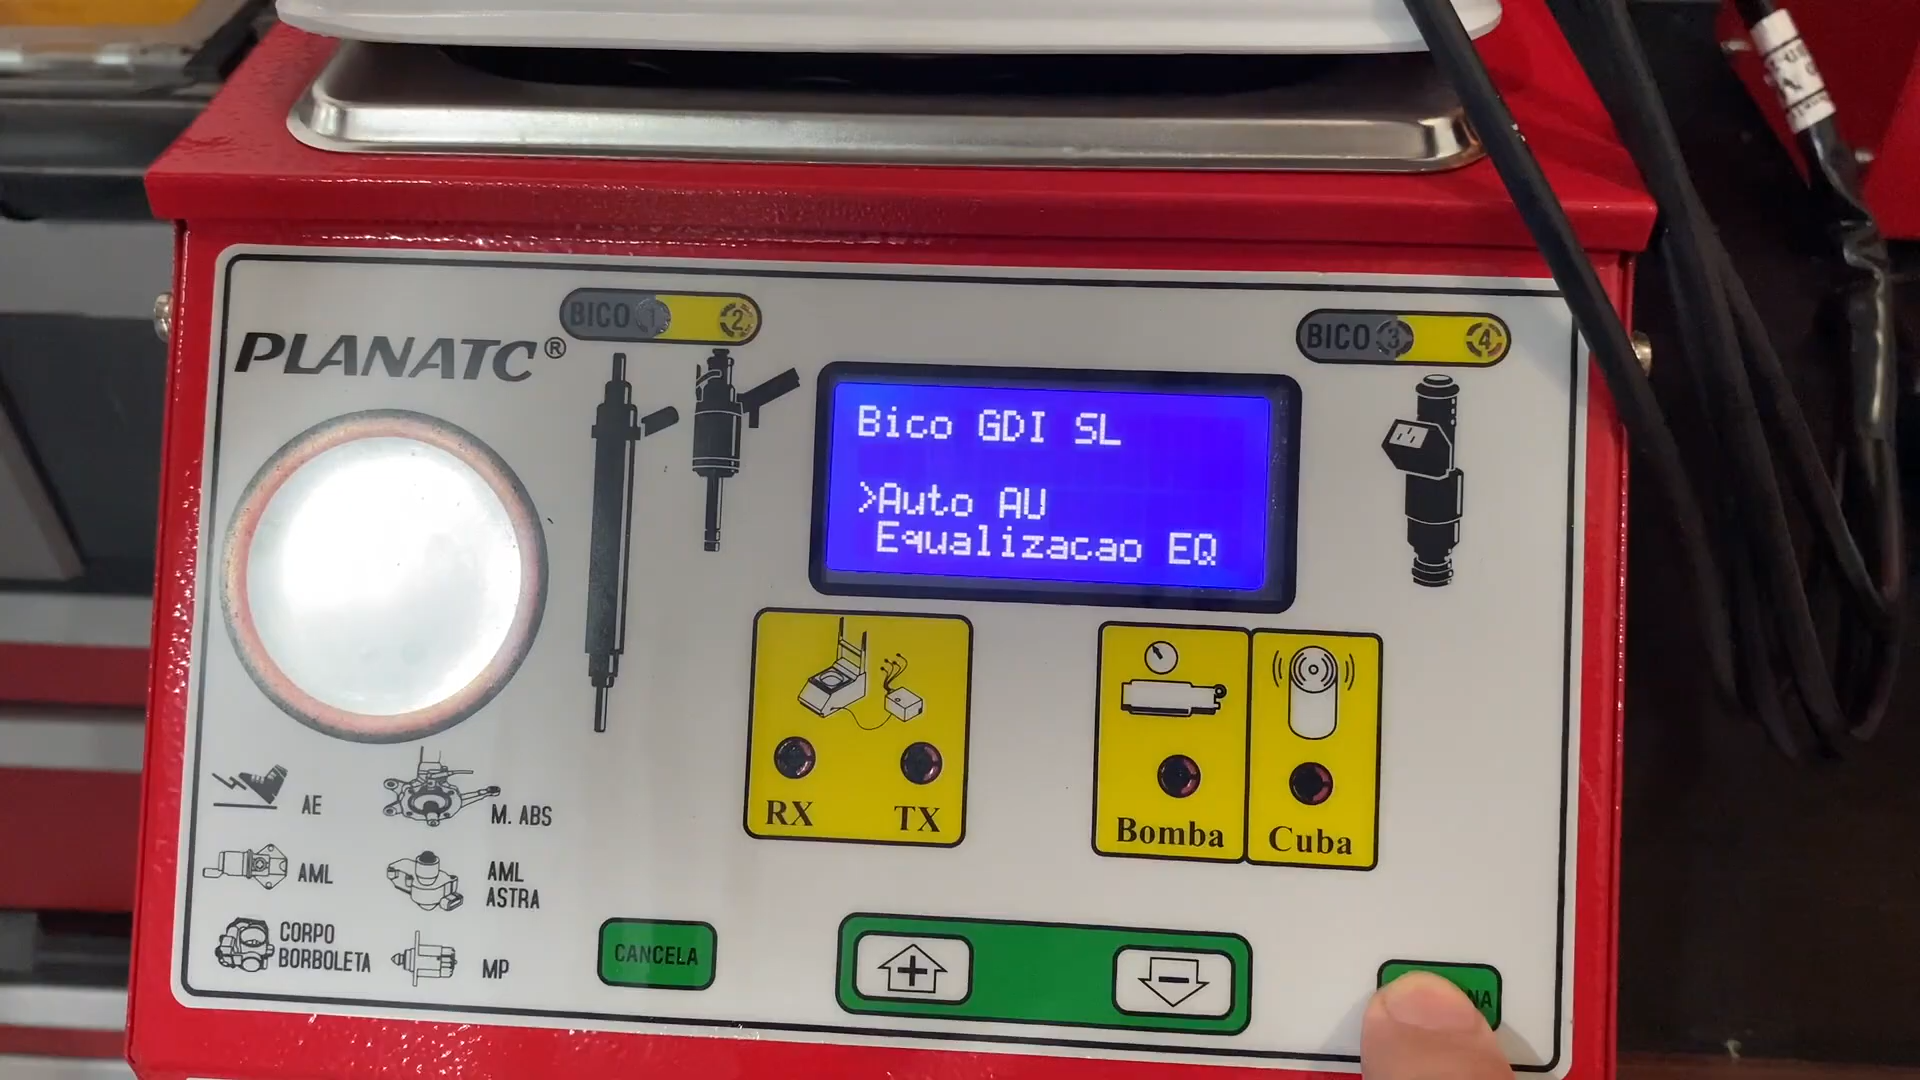 PLANATC®
BICO 1 2
BICO 3 4
Bico GDI SL
>Auto AV
Equalizacao EQ
RX TX
Bomba Cuba
AE
M. ABS
AML
AML
ASTRA
CORPO
BORBOLETA
MP
CANCELA
+
-